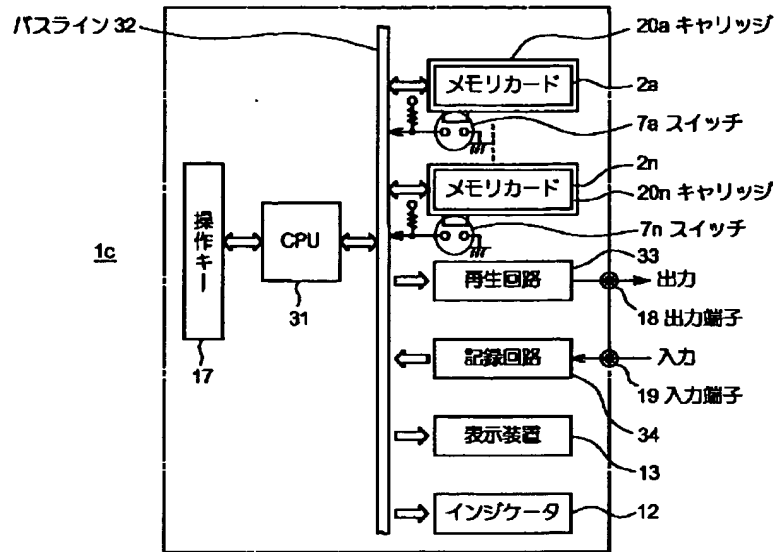 バスライン 32
20a キャリッジ
メモリカード
2a
7a スイッチ
メモリカード
2n
20n キャリッジ
7n スイッチ
操作キー
17
1c
CPU
31
33
再生回路
出力
18 出力端子
記録回路
入力
19 入力端子
34
表示装置
13
インジケータ
12